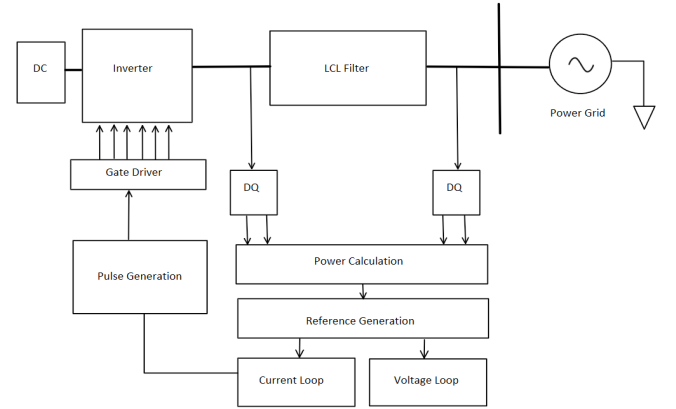 DC
Inverter
LCL Filter
Power Grid
Gate Driver
DQ
DQ
Pulse Generation
Power Calculation
Reference Generation
Current Loop
Voltage Loop